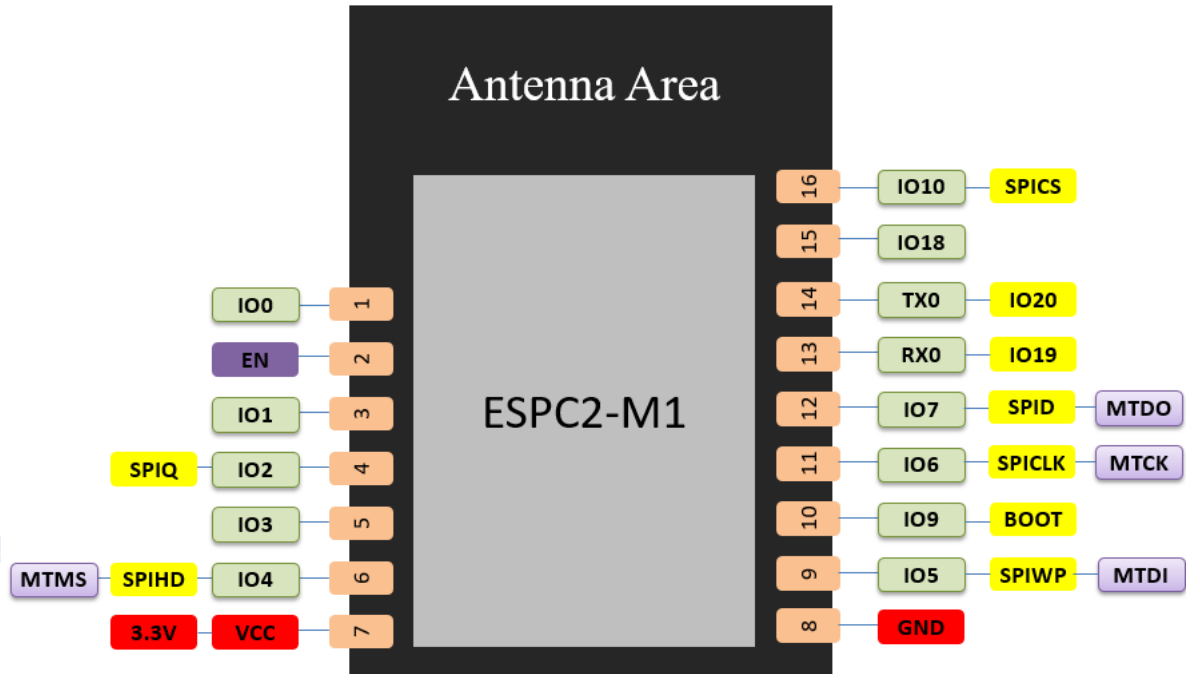 Antenna Area
16 IO10 SPICS
15 IO18
IO0 1 14 TX0 IO20
EN 2 13 RX0 IO19
IO1 3 ESPC2-M1 12 IO7 SPID MTDO
SPIQ IO2 4 11 IO6 SPICLK MTCK
IO3 5 10 IO9 BOOT
MTMS SPIHD IO4 6 9 IO5 SPIWP MTDI
3.3V VCC 7 8 GND